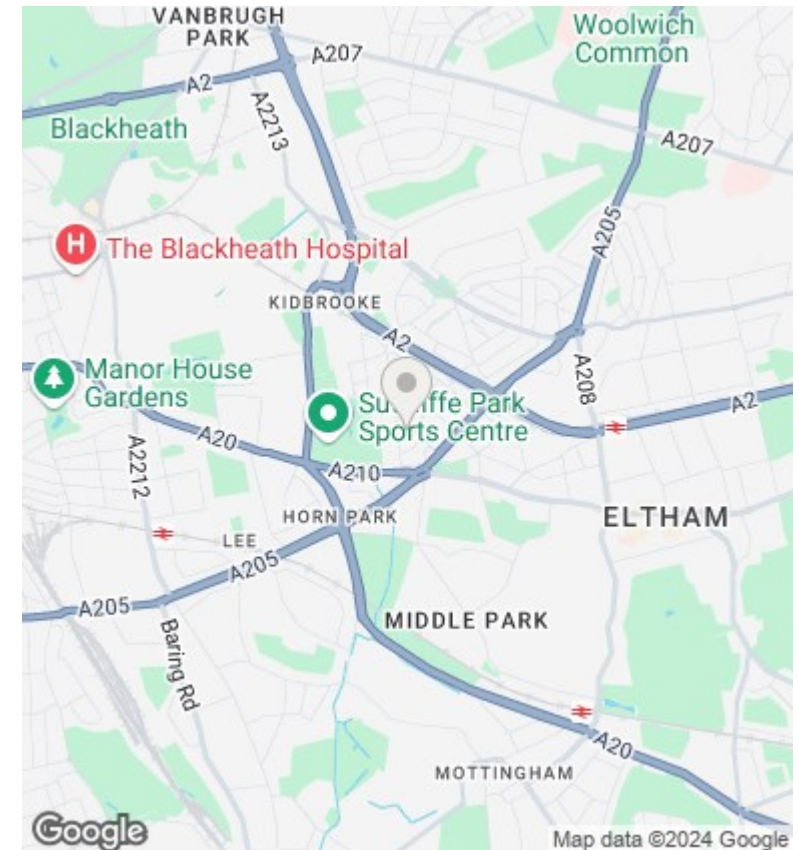 VANBRUGH
PARK
A207
Woolwich
Common
A2
A2213
Blackheath
A207
A205
H
The Blackheath Hospital
KIDBROOKE
A2
Manor House
Gardens
A208
A2
Sutcliffe Park
Sports Centre
A20
A2212
A210
HORN PARK
ELTHAM
LEE
A205
A205
MIDDLE PARK
Baring Rd
A20
MOTTINGHAM
Google
Map data ©2024 Google